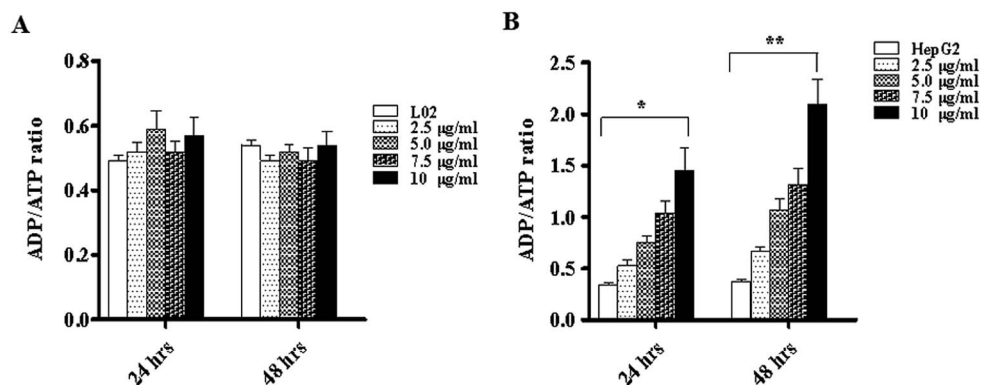 A
ADP/ATP ratio
0.8
0.6
0.4
0.2
0.0
24 hrs
48 hrs
L02
2.5 µg/ml
5.0 µg/ml
7.5 µg/ml
10 µg/ml
B
ADP/ATP ratio
2.5
2.0
1.5
1.0
0.5
0.0
*
**
24 hrs
48 hrs
HepG2
2.5 µg/ml
5.0 µg/ml
7.5 µg/ml
10 µg/ml